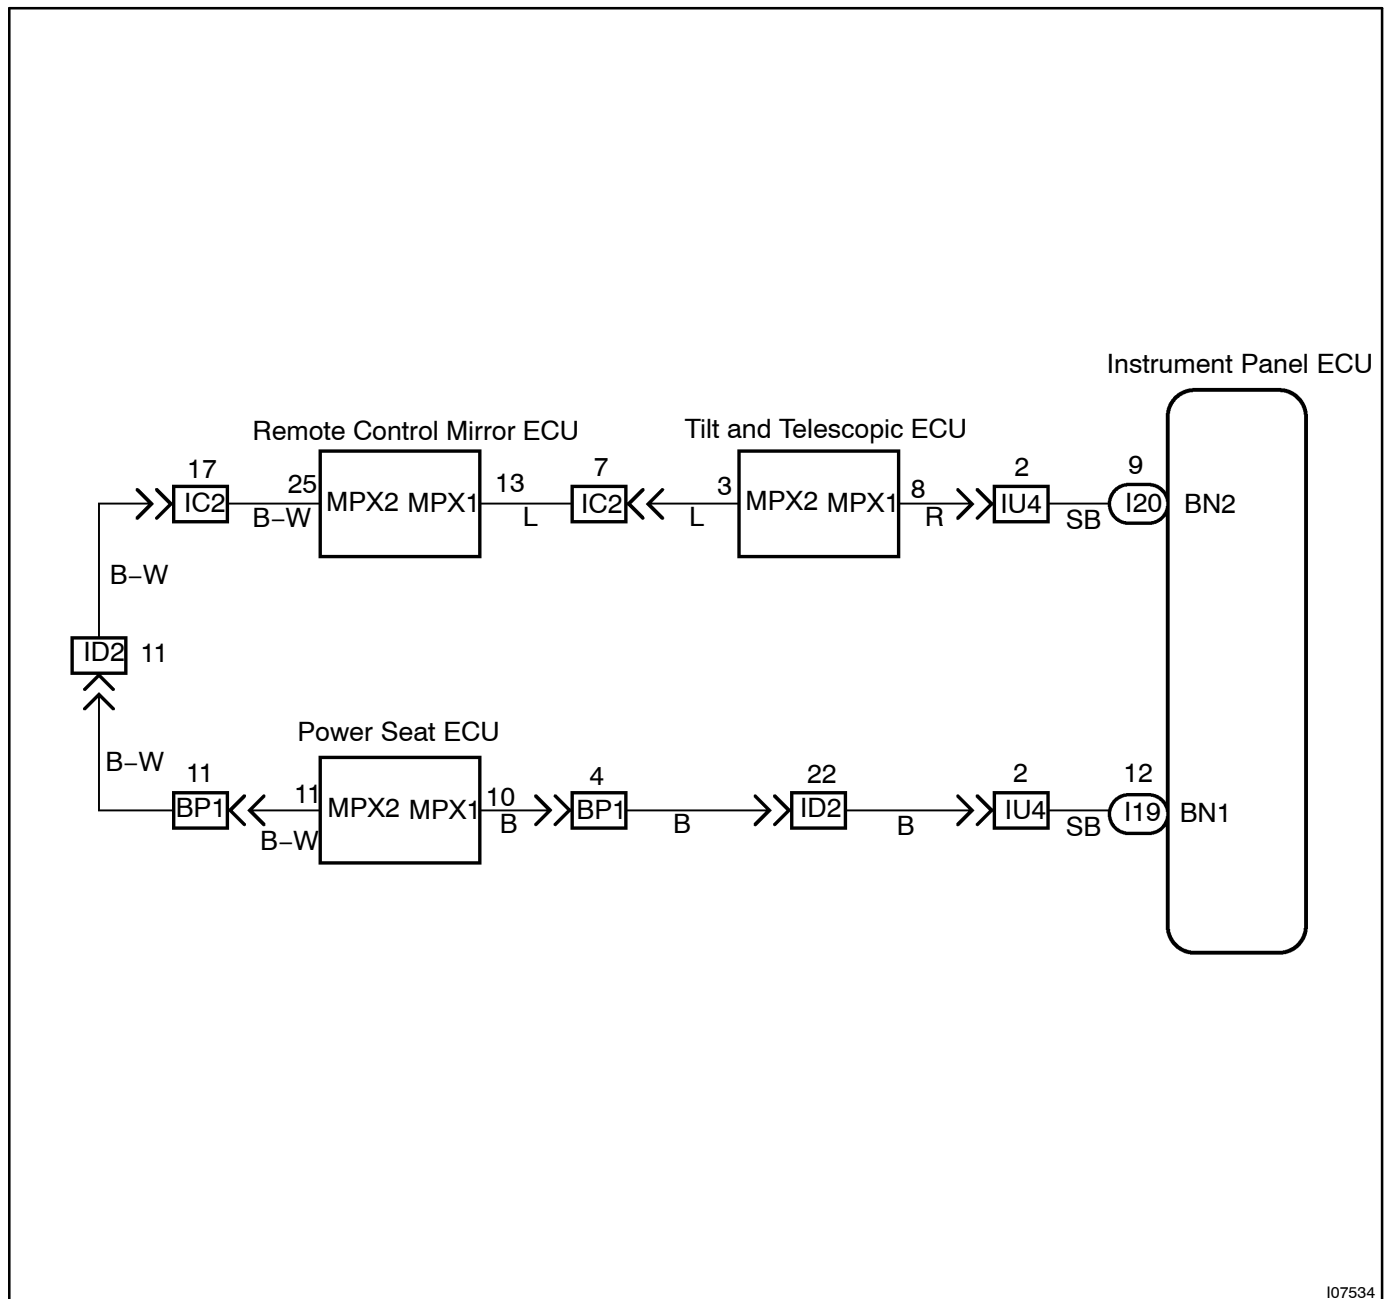 Instrument Panel ECU
Remote Control Mirror ECU
Tilt and Telescopic ECU
17
25
13
7
3
8
2
9
IC2
B–W
MPX2 MPX1
L
IC2
L
MPX2 MPX1
R
IU4
SB
I20
BN2
B–W
ID2
11
Power Seat ECU
B–W
11
11
10
4
22
2
12
BP1
B–W
MPX2 MPX1
B
BP1
B
ID2
B
IU4
SB
I19
BN1
I07534